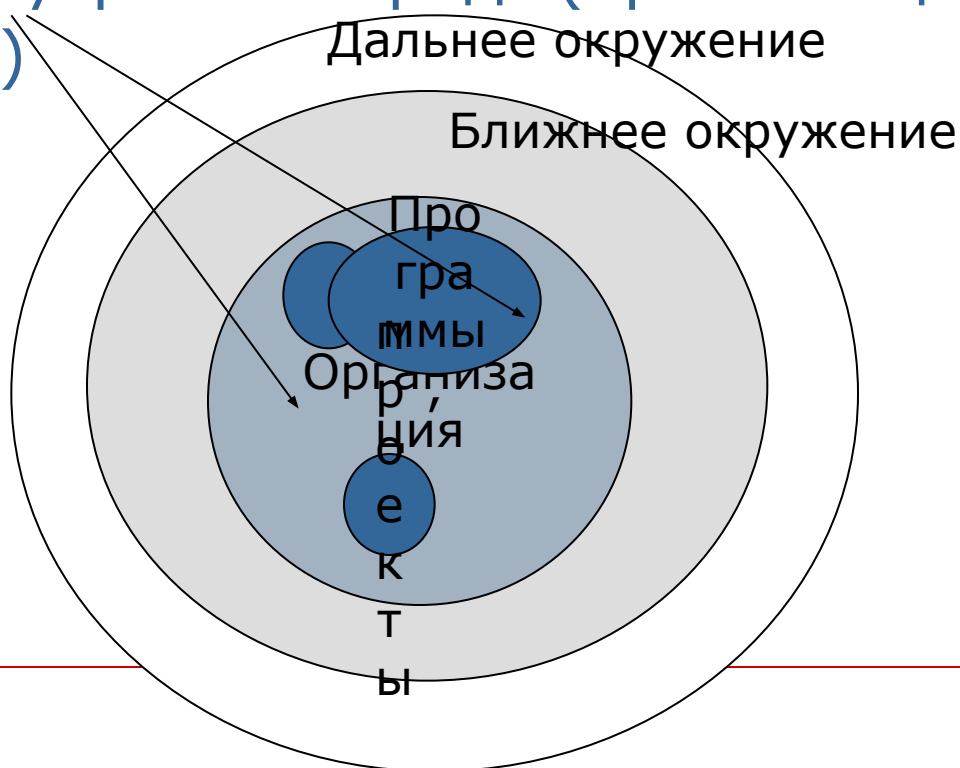 )
Дальнее окружение
Ближнее окружение
Про
гра
ммы
,
Организа
ция
п
р
о
е
к
т
ы